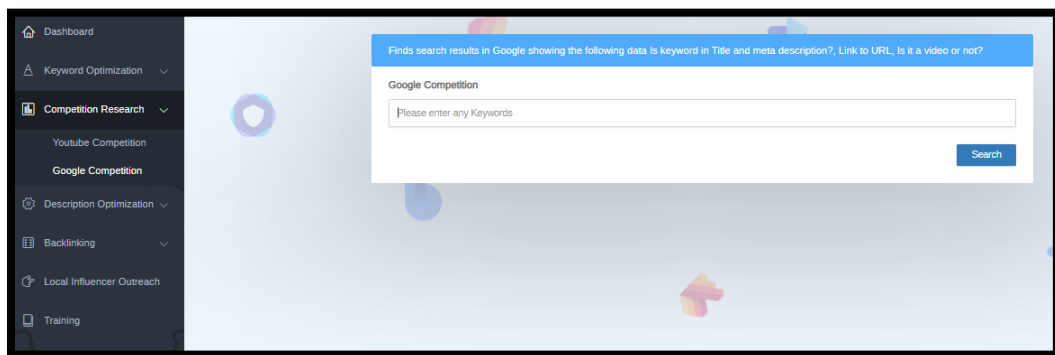 Dashboard
Keyword Optimization
Competition Research
Youtube Competition
Google Competition
Description Optimization
Backlinking
Local Influencer Outreach
Training
Finds search results in Google showing the following data Is keyword in Title and meta description?, Link to URL, Is it a video or not?
Google Competition
Please enter any Keywords
Search